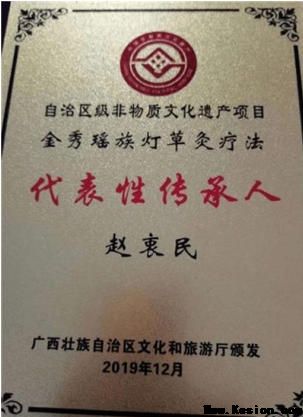 自治区级非物质文化遗产项目
金秀瑶族灯草灸疗法
代表性传承人
赵衷民
广西壮族自治区文化和旅游厅颁发
2019年12月